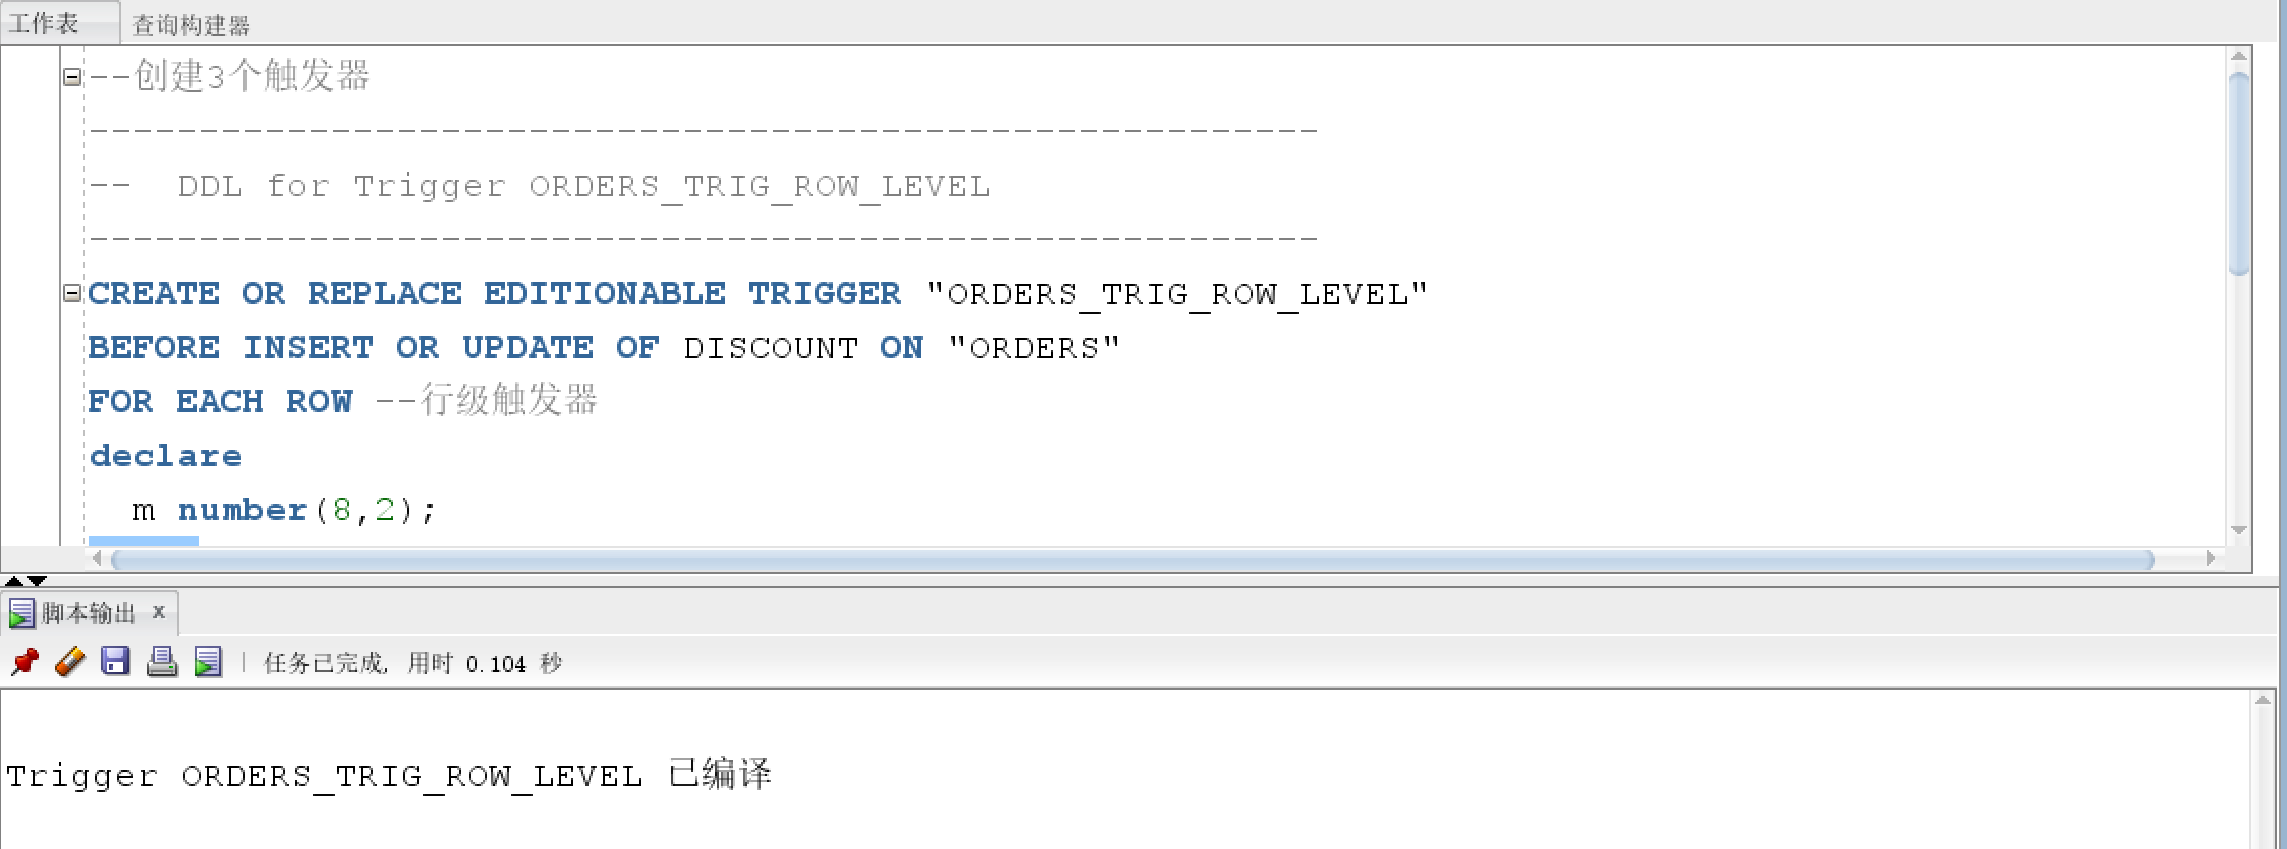 工作表 查询构建器
--创建3个触发器
--------------------------------------------------------
--  DDL for Trigger ORDERS_TRIG_ROW_LEVEL
--------------------------------------------------------
CREATE OR REPLACE EDITIONABLE TRIGGER "ORDERS_TRIG_ROW_LEVEL"
BEFORE INSERT OR UPDATE OF DISCOUNT ON "ORDERS"
FOR EACH ROW --行级触发器
declare
  m number(8,2);
脚本输出 x
任务已完成, 用时 0.104 秒
Trigger ORDERS_TRIG_ROW_LEVEL 已编译